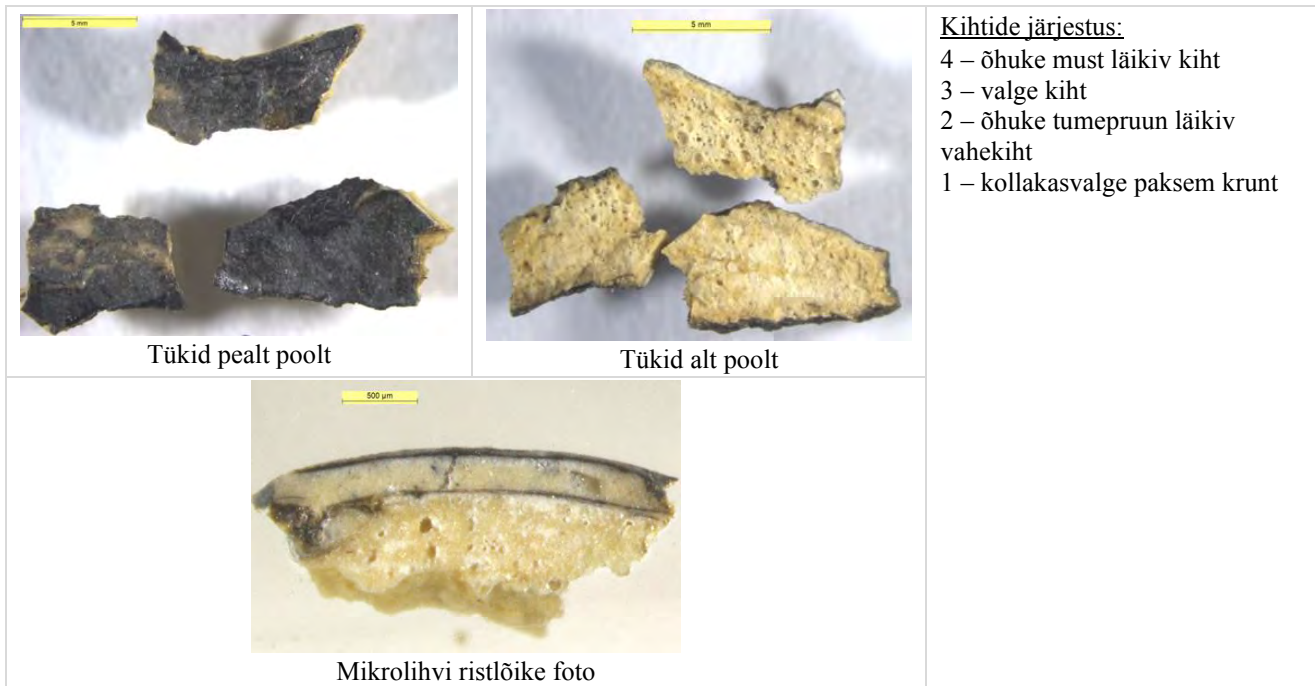 5 mm
5 mm
Tükid pealt poolt
Tükid alt poolt
500 µm
Mikrolihvi ristlõike foto
Kihtide järjestus:
4 – õhuke must läikiv kiht
3 – valge kiht
2 – õhuke tumepruun läikiv
vahekiht
1 – kollakasvalge paksem krunt